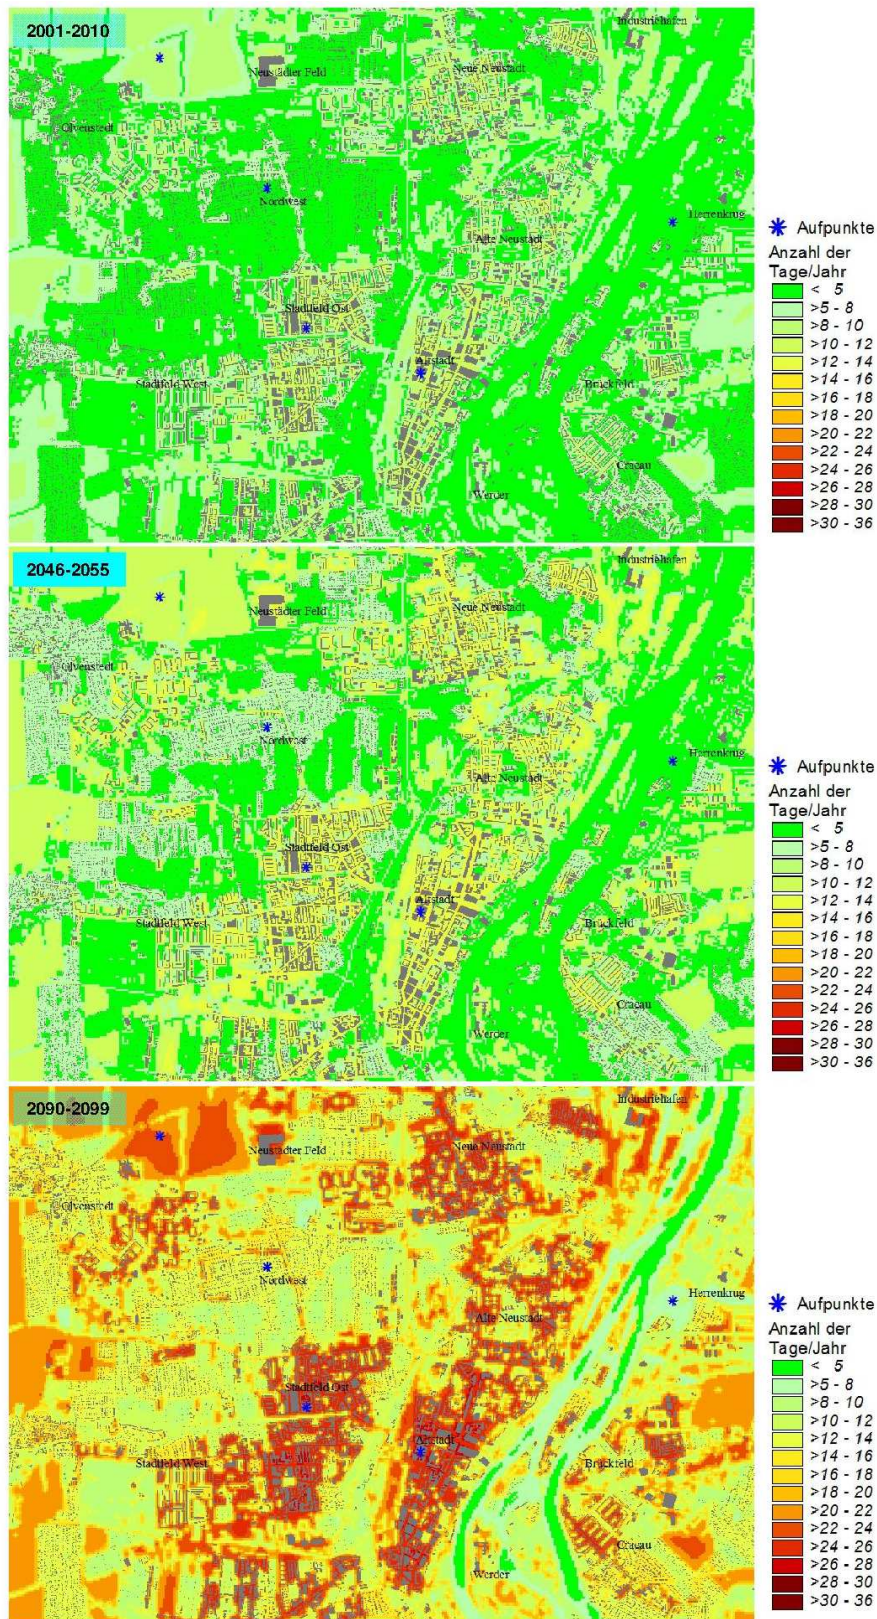 2001-2010
Industriehafen
Neustädter Feld
Neue Neustadt
Olvenstedt
Nordwest
Herrenkrug
Alte Neustadt
Stadtfeld Ost
Altstadt
Stadtfeld West
Brückfeld
Cracau
Werder
Aufpunkte
Anzahl der
Tage/Jahr
< 5
>5 - 8
>8 - 10
>10 - 12
>12 - 14
>14 - 16
>16 - 18
>18 - 20
>20 - 22
>22 - 24
>24 - 26
>26 - 28
>28 - 30
>30 - 36
2046-2055
Industriehafen
Neustädter Feld
Neue Neustadt
Olvenstedt
Nordwest
Herrenkrug
Alte Neustadt
Stadtfeld Ost
Altstadt
Stadtfeld West
Brückfeld
Cracau
Werder
Aufpunkte
Anzahl der
Tage/Jahr
< 5
>5 - 8
>8 - 10
>10 - 12
>12 - 14
>14 - 16
>16 - 18
>18 - 20
>20 - 22
>22 - 24
>24 - 26
>26 - 28
>28 - 30
>30 - 36
2090-2099
Industriehafen
Neustädter Feld
Neue Neustadt
Olvenstedt
Nordwest
Herrenkrug
Alte Neustadt
Stadtfeld Ost
Altstadt
Stadtfeld West
Brückfeld
Cracau
Werder
Aufpunkte
Anzahl der
Tage/Jahr
< 5
>5 - 8
>8 - 10
>10 - 12
>12 - 14
>14 - 16
>16 - 18
>18 - 20
>20 - 22
>22 - 24
>24 - 26
>26 - 28
>28 - 30
>30 - 36